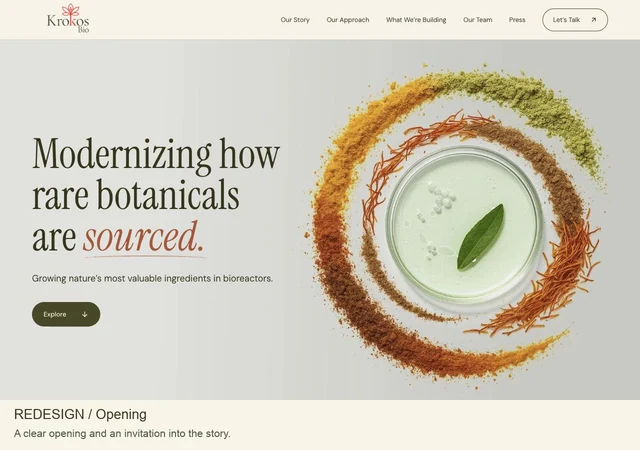 Krokos
Bio
Our Story
Our Approach
What We're Building
Our Team
Press
Let's Talk
Modernizing how
rare botanicals
are sourced.
Growing nature's most valuable ingredients in bioreactors.
Explore
REDESIGN / Opening
A clear opening and an invitation into the story.